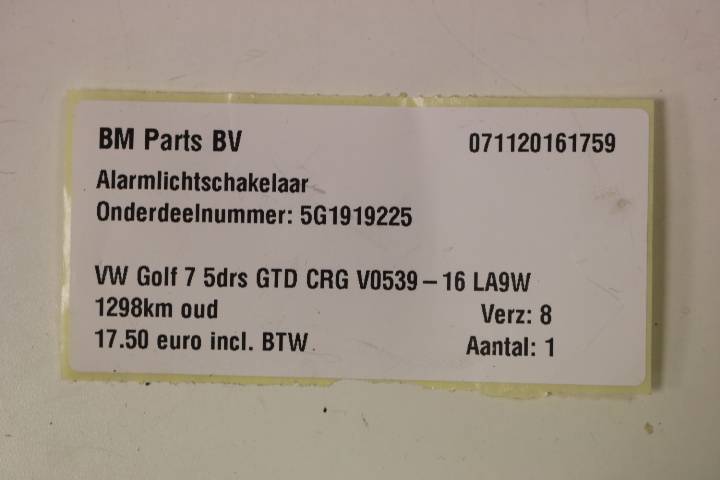 BM Parts BV 071120161759
Alarmlichtschakelaar
Onderdeelnummer: 5G1919225
VW Golf 7 5drs GTD CRG V0539 – 16 LA9W
1298km oud Verz: 8
17.50 euro incl. BTW. Aantal: 1